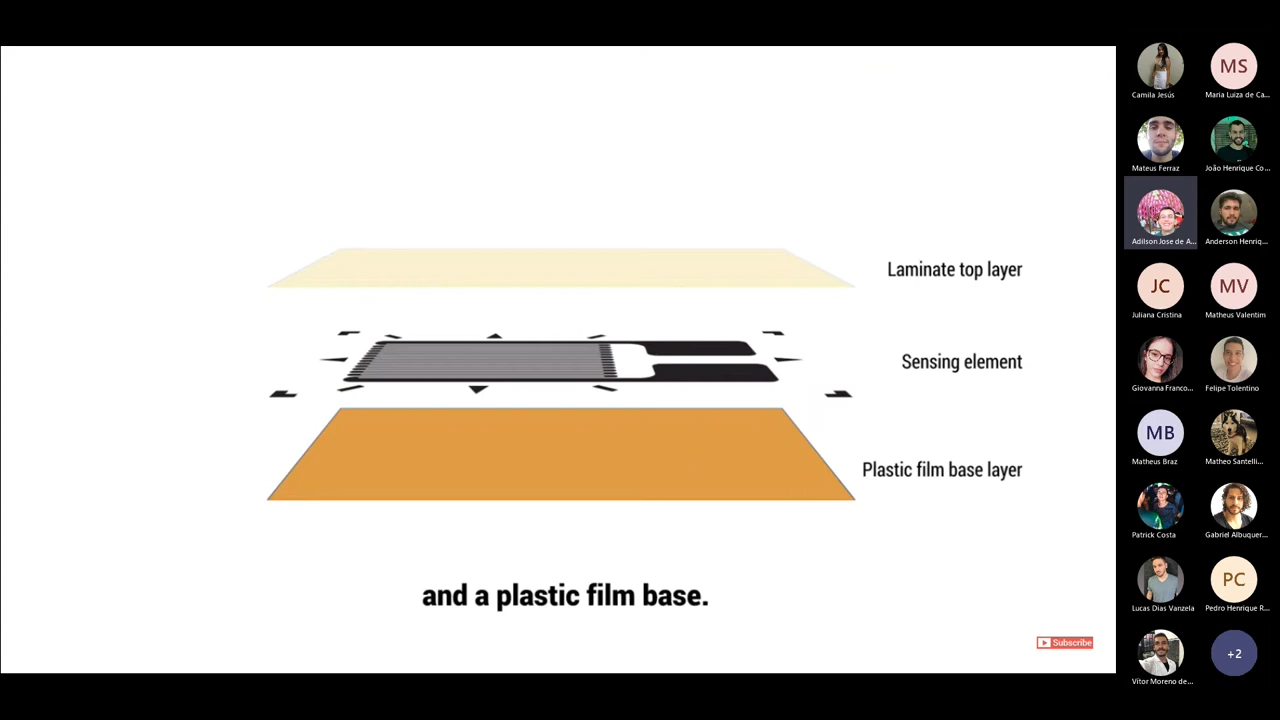 Laminate top layer
Sensing element
Plastic film base layer
and a plastic film base.
Subscribe
Camila Jesús
MS
Maria Luiza de Ca...
Mateus Ferraz
João Henrique Co...
Adilson Jose de A...
Anderson Henriq...
JC
Juliana Cristina
MV
Matheus Valentim
Giovanna Franco...
Felipe Tolentino
MB
Matheus Braz
Matheo Santelli...
Patrick Costa
Gabriel Albuquer...
Lucas Dias Vanzela
PC
Pedro Henrique R...
Vítor Moreno de...
+2